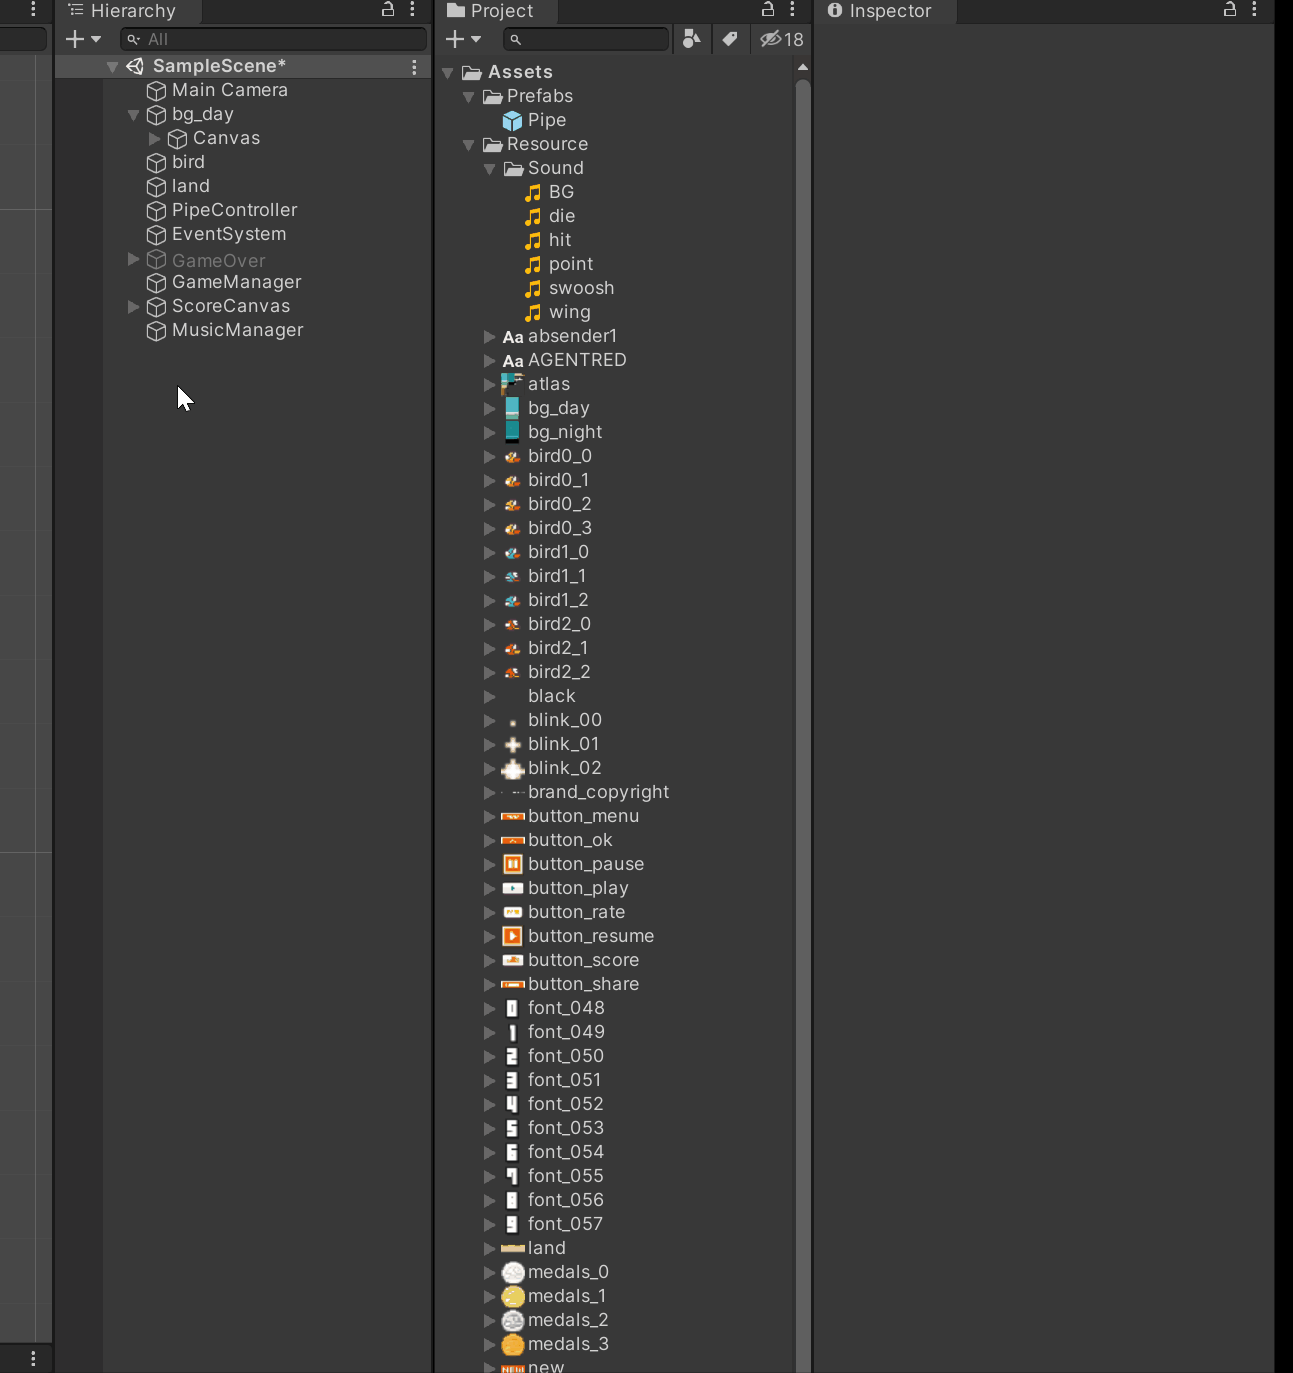 Hierarchy
All
SampleScene*
Main Camera
bg_day
Canvas
bird
land
PipeController
EventSystem
GameOver
GameManager
ScoreCanvas
MusicManager
Project
18
Assets
Prefabs
Pipe
Resource
Sound
BG
die
hit
point
swoosh
wing
Aa absender1
Aa AGENTRED
atlas
bg_day
bg_night
bird0_0
bird0_1
bird0_2
bird0_3
bird1_0
bird1_1
bird1_2
bird2_0
bird2_1
bird2_2
black
blink_00
blink_01
blink_02
brand_copyright
button_menu
button_ok
button_pause
button_play
button_rate
button_resume
button_score
button_share
font_048
font_049
font_050
font_051
font_052
font_053
font_054
font_055
font_056
font_057
land
medals_0
medals_1
medals_2
medals_3
new
Inspector